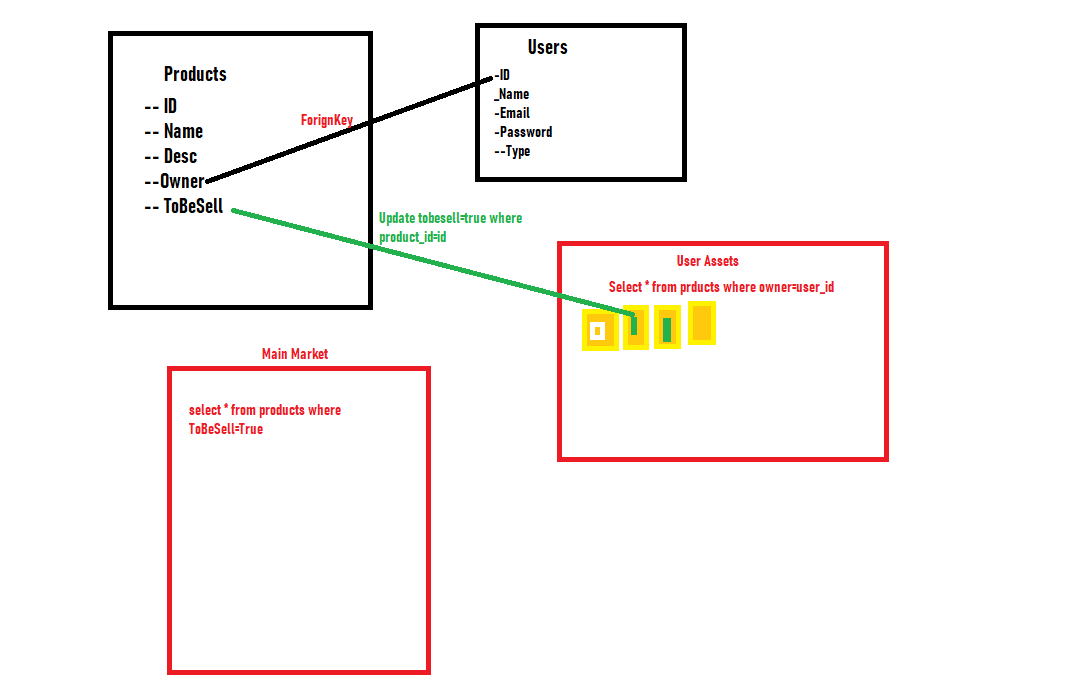 Products
-- ID
-- Name
-- Desc
--Owner
-- ToBeSell
ForignKey
Users
-ID
_Name
-Email
-Password
--Type
Update tobesell=true where
product_id=id
User Assets
Select * from prducts where owner=user_id
Main Market
select * from products where
ToBeSell=True